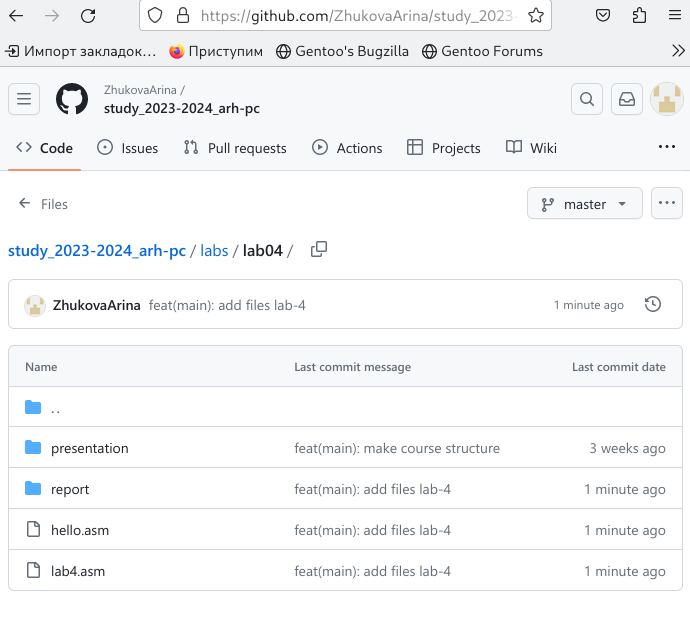 https://github.com/ZhukovaArina/study_2023-
Импорт закладок… Приступим Gentoo's Bugzilla Gentoo Forums
ZhukovaArina /
study_2023-2024_arh-pc
Code Issues Pull requests Actions Projects Wiki
Files master
study_2023-2024_arh-pc / labs / lab04 /
ZhukovaArina feat(main): add files lab-4 1 minute ago
Name Last commit message Last commit date
..
presentation feat(main): make course structure 3 weeks ago
report feat(main): add files lab-4 1 minute ago
hello.asm feat(main): add files lab-4 1 minute ago
lab4.asm feat(main): add files lab-4 1 minute ago